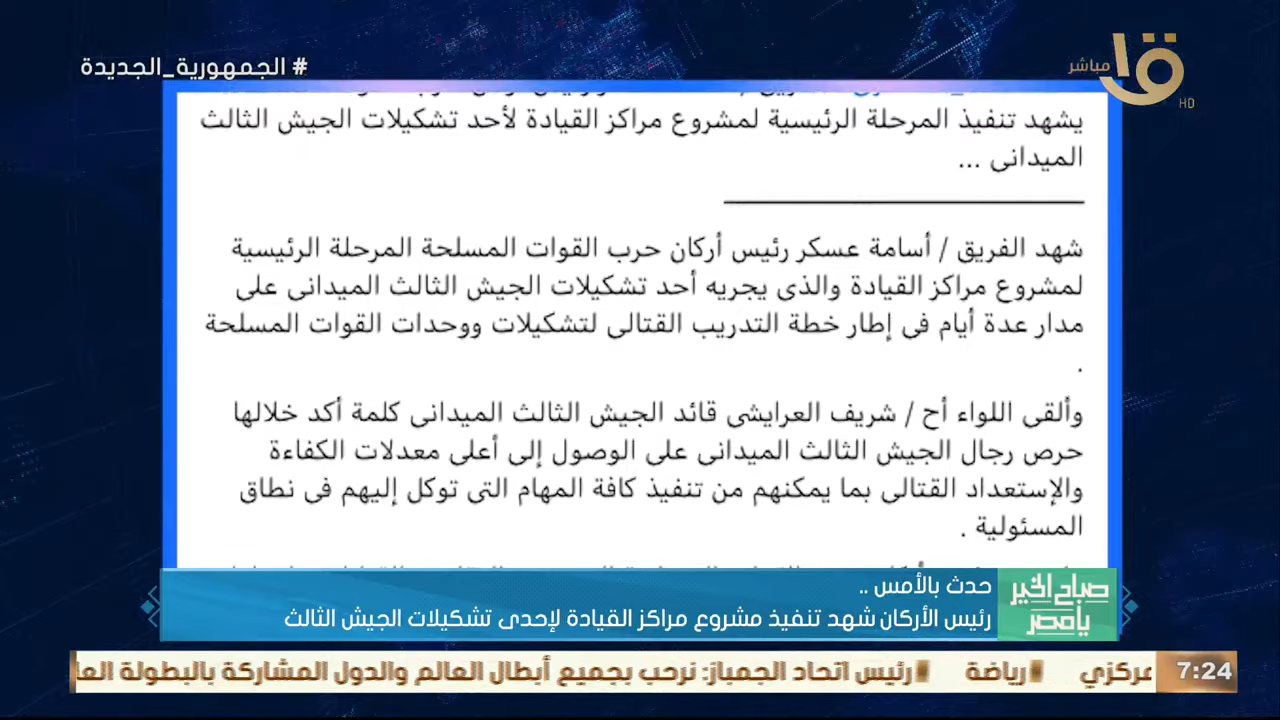 # الجمهورية_الجديدة
مباشر
HD
يشهد تنفيذ المرحلة الرئيسية لمشروع مراكز القيادة لأحد تشكيلات الجيش الثالث
الميدانى ...
شهد الفريق / أسامة عسكر رئيس أركان حرب القوات المسلحة المرحلة الرئيسية
لمشروع مراكز القيادة والذى يجريه أحد تشكيلات الجيش الثالث الميدانى على
مدار عدة أيام فى إطار خطة التدريب القتالى لتشكيلات ووحدات القوات المسلحة
.
وألقى اللواء أح / شريف العرايشى قائد الجيش الثالث الميدانى كلمة أكد خلالها
حرص رجال الجيش الثالث الميدانى على الوصول إلى أعلى معدلات الكفاءة
والإستعداد القتالى بما يمكنهم من تنفيذ كافة المهام التى توكل إليهم فى نطاق
المسئولية .
صباح الخير
يا مصر
حدث بالأمس ..
رئيس الأركان شهد تنفيذ مشروع مراكز القيادة لإحدى تشكيلات الجيش الثالث
7:24
رياضة رئيس اتحاد الجمباز: نرحب بجميع أبطال العالم والدول المشاركة بالبطولة